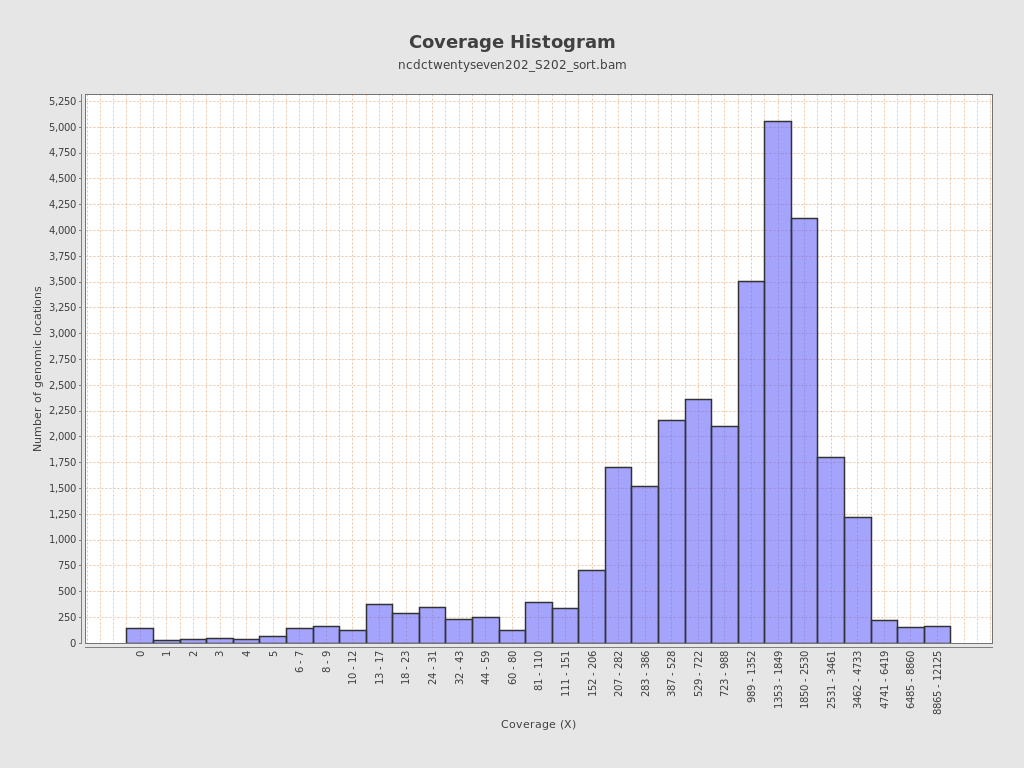 Coverage Histogram
ncdctwentyseven202_S202_sort.bam
5,250
5,000
4,750
4,500
4,250
4,000
3,750
3,500
3,250
3,000
2,750
2,500
2,250
2,000
1,750
1,500
1,250
1,000
750
500
250
0
Number of genomic locations
0
1
2
3
4
5
6 - 7
8 - 9
10 - 12
13 - 17
18 - 23
24 - 31
32 - 43
44 - 59
60 - 80
81 - 110
111 - 151
152 - 206
207 - 282
283 - 386
387 - 528
529 - 722
723 - 988
989 - 1352
1353 - 1849
1850 - 2530
2531 - 3461
3462 - 4733
4741 - 6419
6485 - 8860
8865 - 12125
Coverage (X)